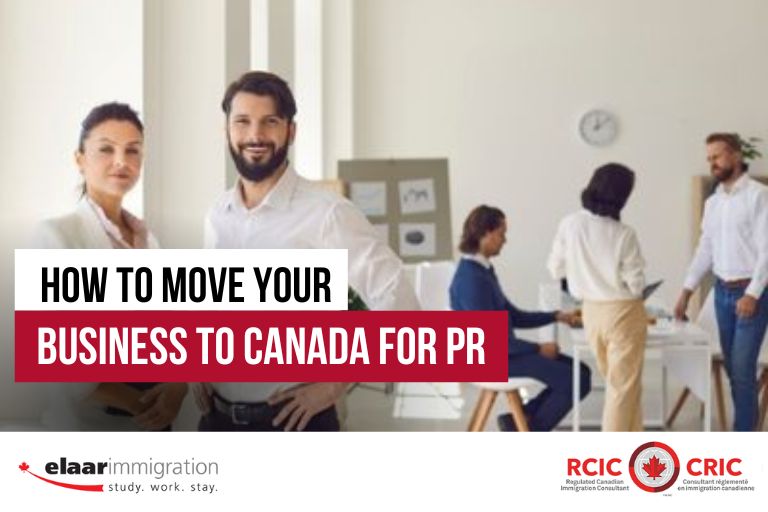 HOW TO MOVE YOUR
BUSINESS TO CANADA FOR PR
elaarimmigration
study. work. stay.
RCIC
Regulated Canadian
Immigration Consultant
CRIC
Consultant réglementé
en immigration canadienne